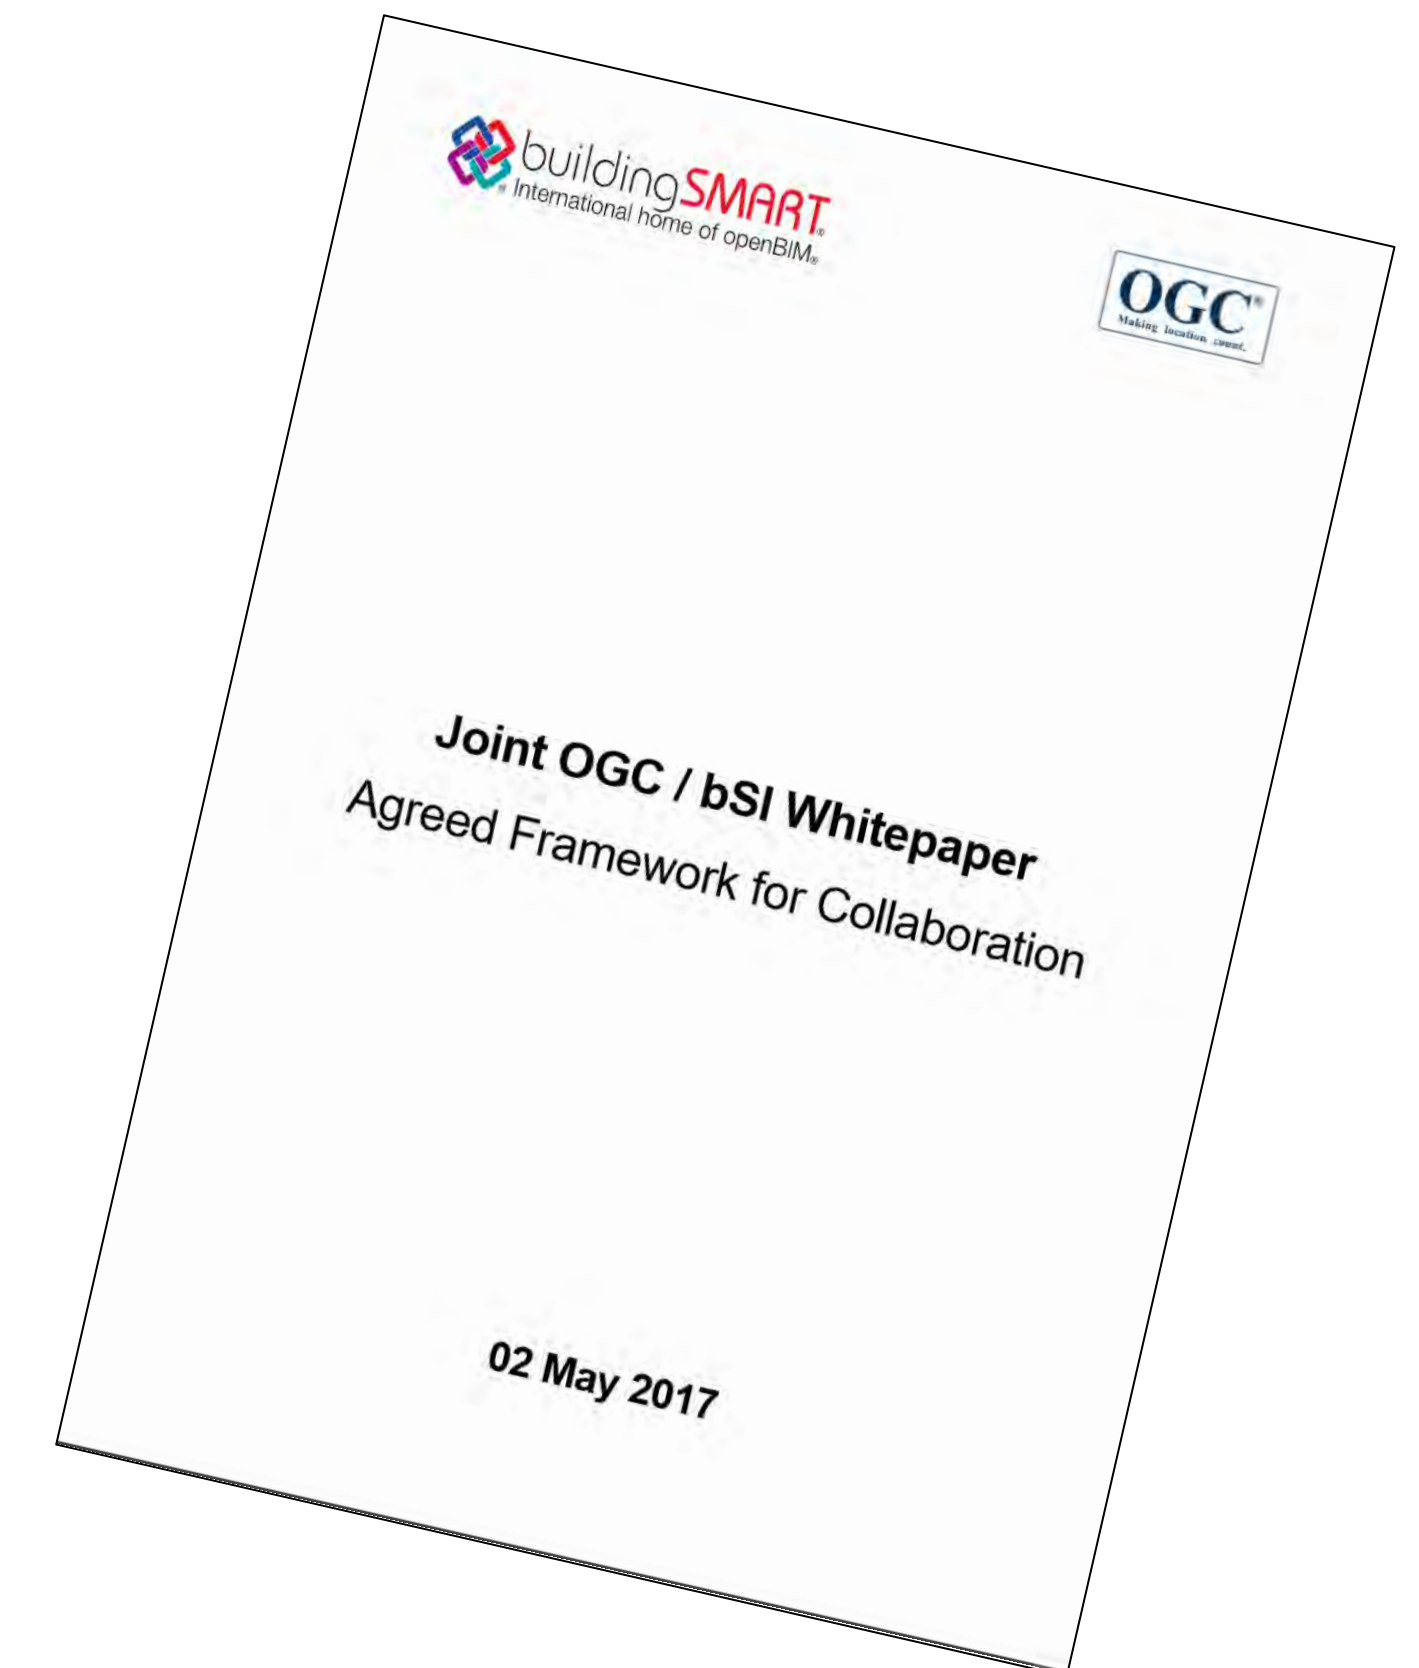 buildingSMART®
International home of openBIM®
OGC®
Making location count.
Joint OGC / bSI Whitepaper
Agreed Framework for Collaboration
02 May 2017